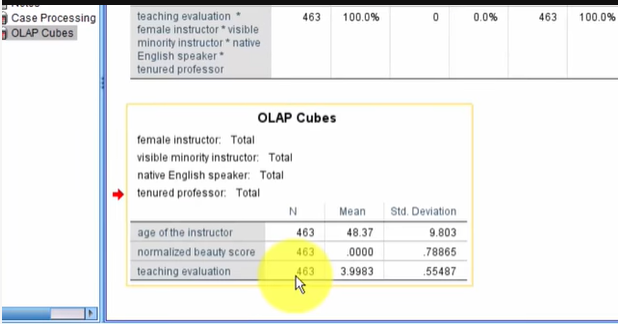 Case Processing
OLAP Cubes
teaching evaluation * 463 100.0% 0 0.0% 463 100.0%
female instructor * visible
minority instructor * native
English speaker *
tenured professor
OLAP Cubes
female instructor: Total
visible minority instructor: Total
native English speaker: Total
tenured professor: Total
N Mean Std. Deviation
age of the instructor 463 48.37 9.803
normalized beauty score 463 .0000 .78865
teaching evaluation 463 3.9983 .55487